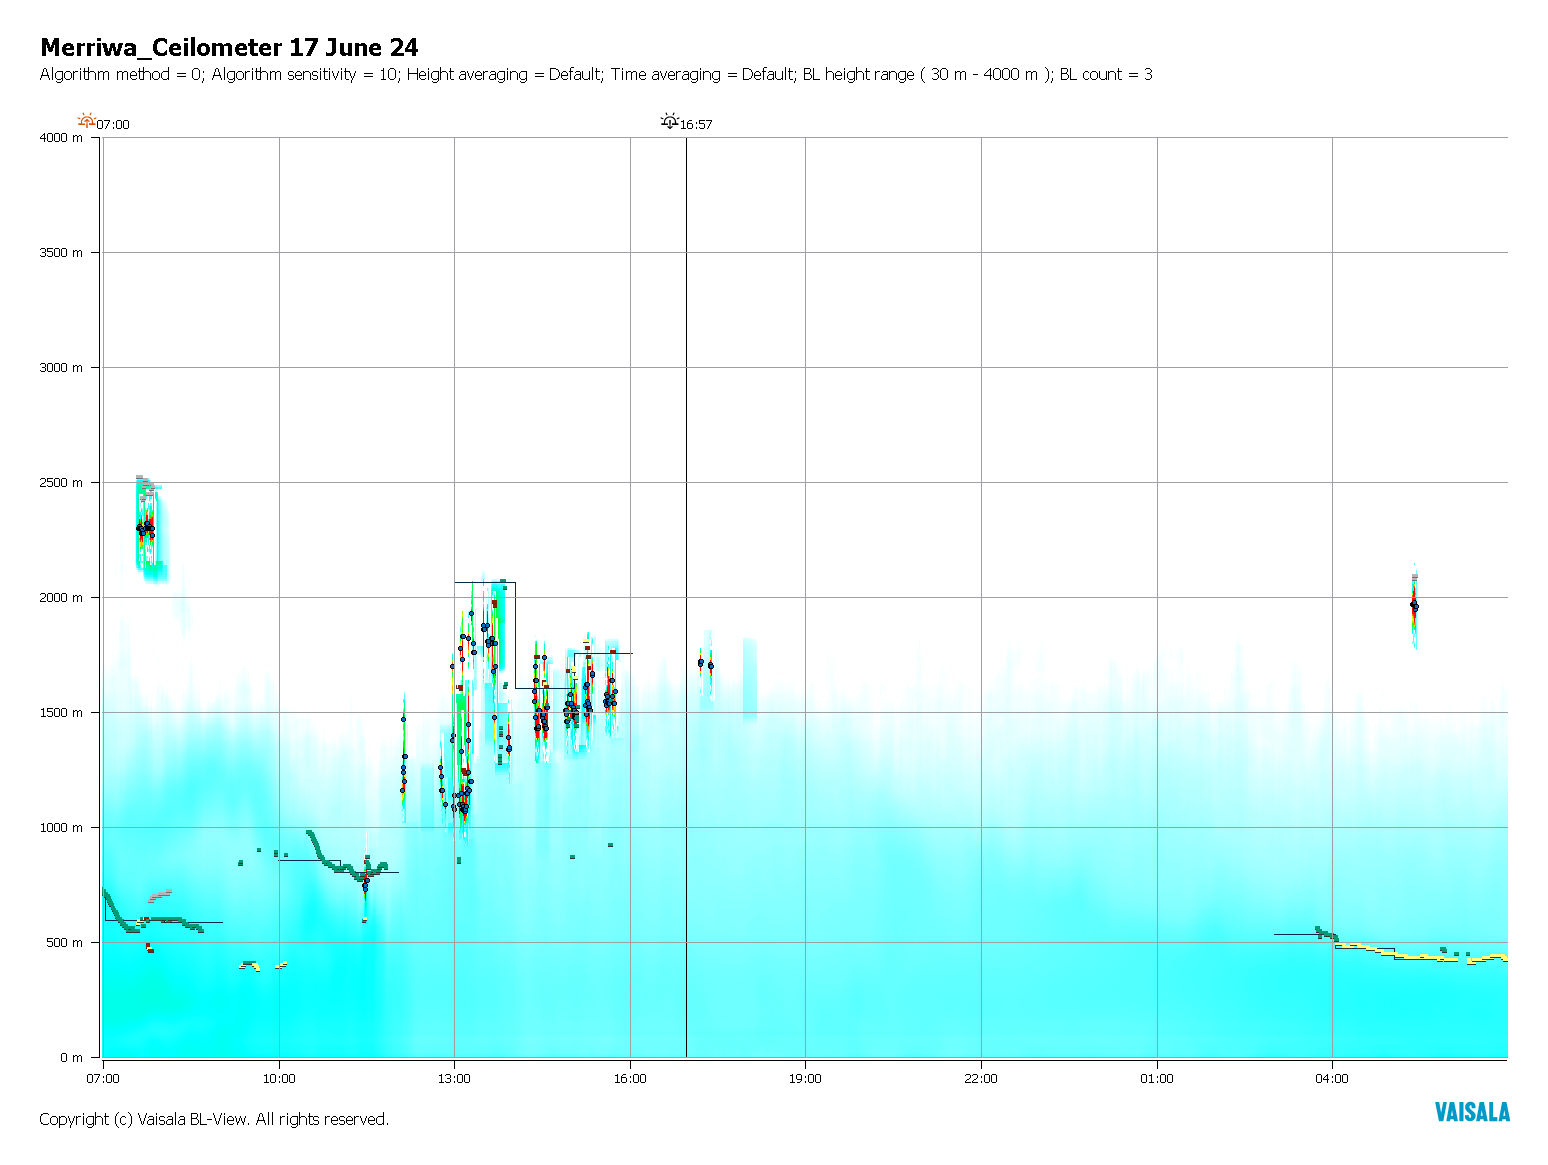 Merriwa_Ceilometer 17 June 24
Algorithm method = 0; Algorithm sensitivity = 10; Height averaging = Default; Time averaging = Default; BL height range ( 30 m - 4000 m ); BL count = 3
07:00 16:57
4000 m
3500 m
3000 m
2500 m
2000 m
1500 m
1000 m
500 m
0 m
07:00 10:00 13:00 16:00 19:00 22:00 01:00 04:00
Copyright (c) Vaisala BL-View. All rights reserved.
VAISALA